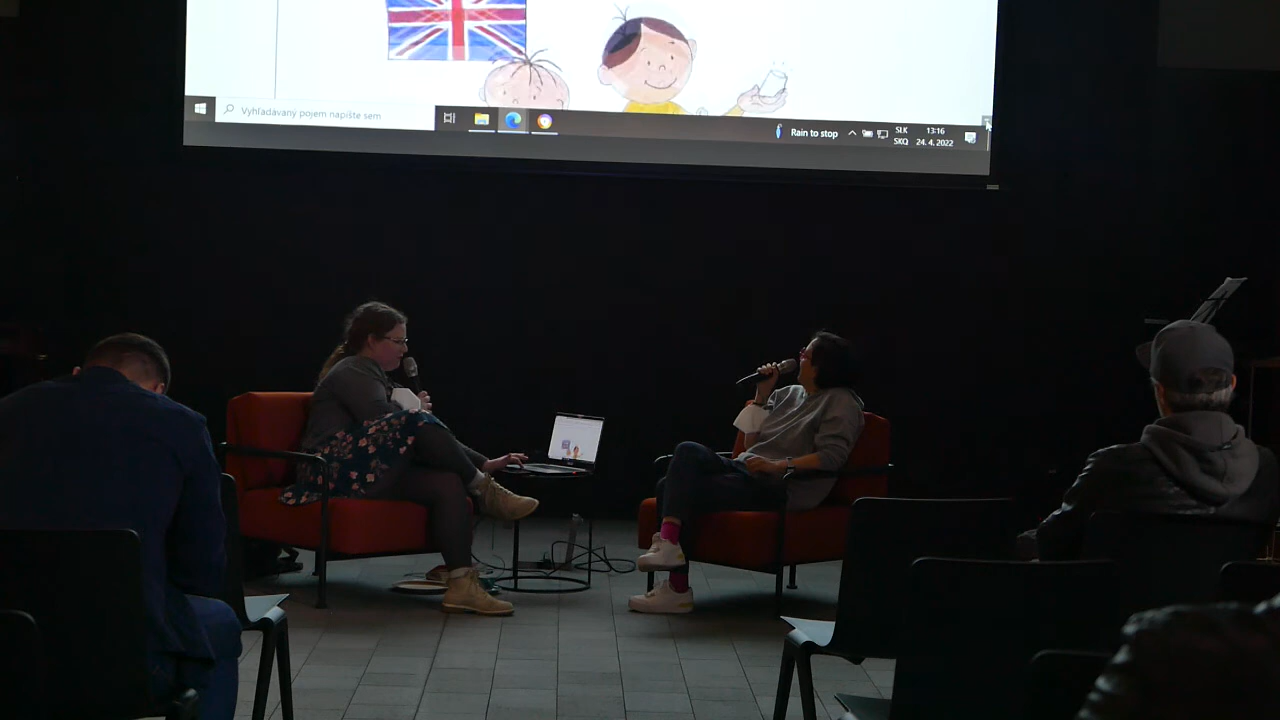 Vyhľadávaný pojem napíšte sem
Rain to stop
SLK
SKQ
13:16
24. 4. 2022